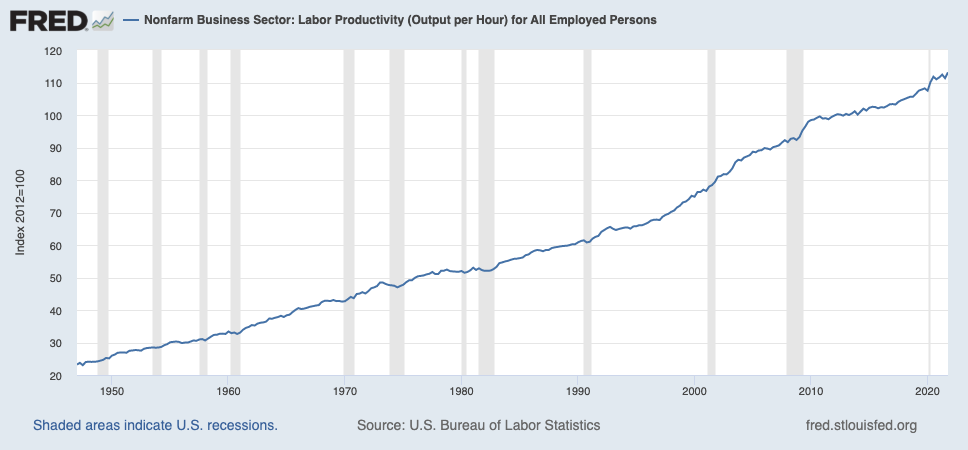 FRED Nonfarm Business Sector: Labor Productivity (Output per Hour) for All Employed Persons
120
110
100
90
80
70
60
50
40
30
20
Index 2012=100
1950 1960 1970 1980 1990 2000 2010 2020
Shaded areas indicate U.S. recessions. Source: U.S. Bureau of Labor Statistics fred.stlouisfed.org